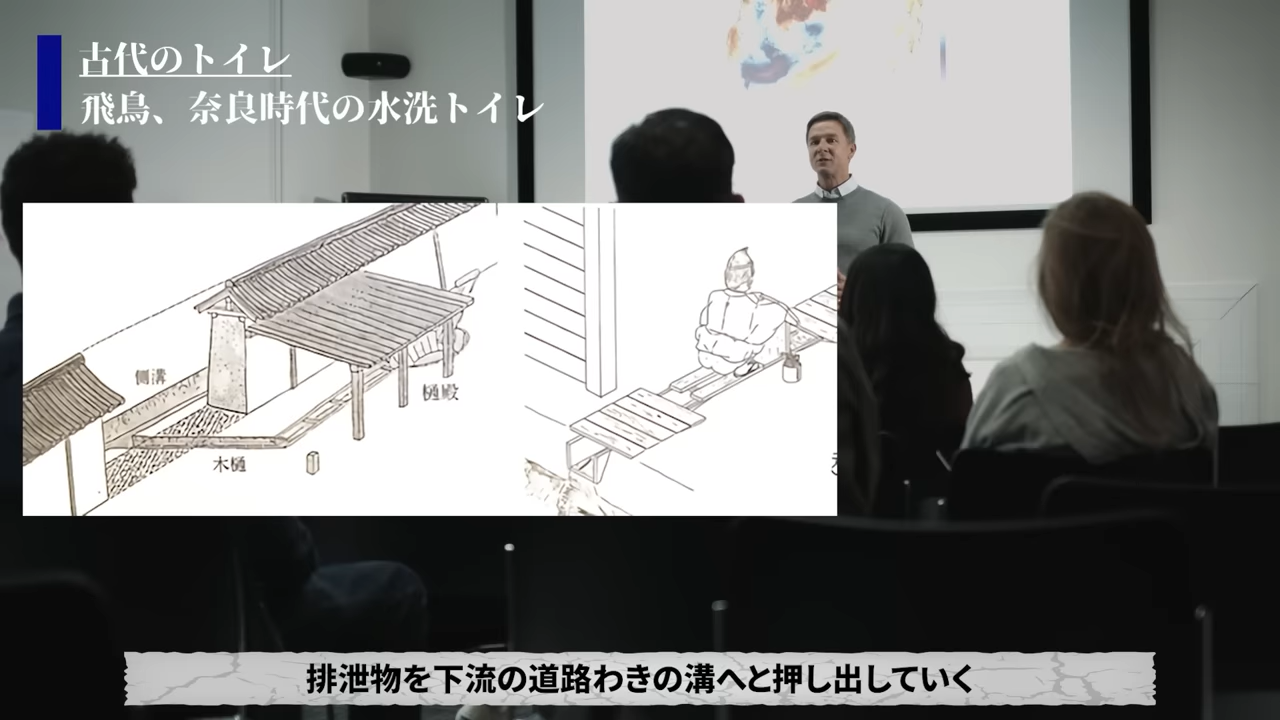 古代のトイレ
飛鳥、奈良時代の水洗トイレ
側溝
樋殿
木樋
排泄物を下流の道路わきの溝へと押し出していく